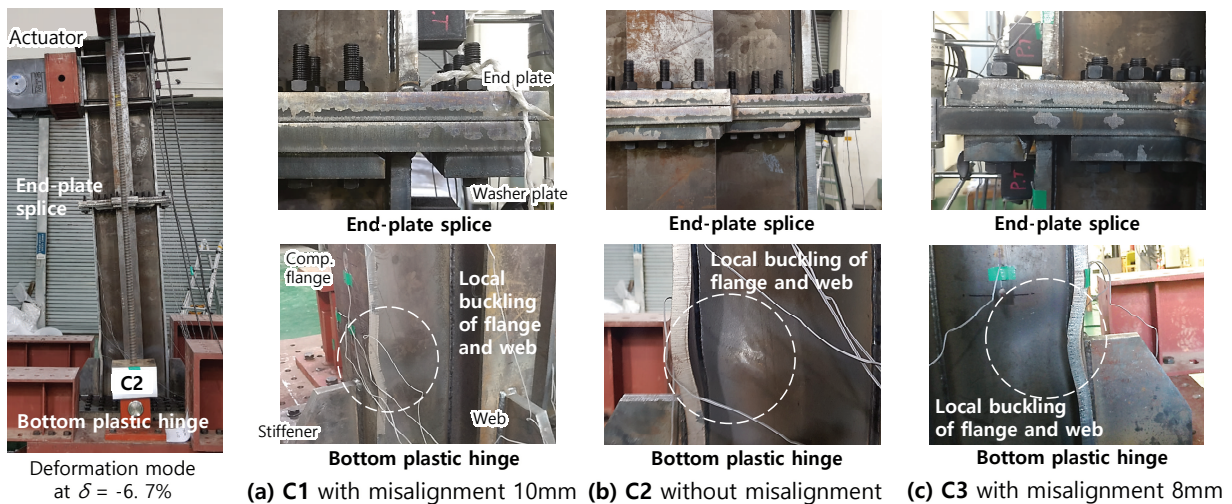 Actuator
End-plate
splice
C2
Bottom plastic hinge
Deformation mode
at δ = -6. 7%
End plate
Washer plate
End-plate splice
Comp.
flange
Local
buckling
of flange
and web
Stiffener
Web
Bottom plastic hinge
(a) C1 with misalignment 10mm
End-plate splice
Local buckling of
flange and web
Bottom plastic hinge
(b) C2 without misalignment
P.T
P.T
End-plate splice
Local buckling
of flange and web
Bottom plastic hinge
(c) C3 with misalignment 8mm